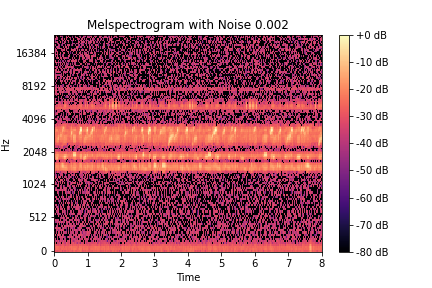 Melspectrogram with Noise 0.002
Hz
16384
8192
4096
2048
1024
512
0
0 1 2 3 4 5 6 7 8
Time
+0 dB
-10 dB
-20 dB
-30 dB
-40 dB
-50 dB
-60 dB
-70 dB
-80 dB